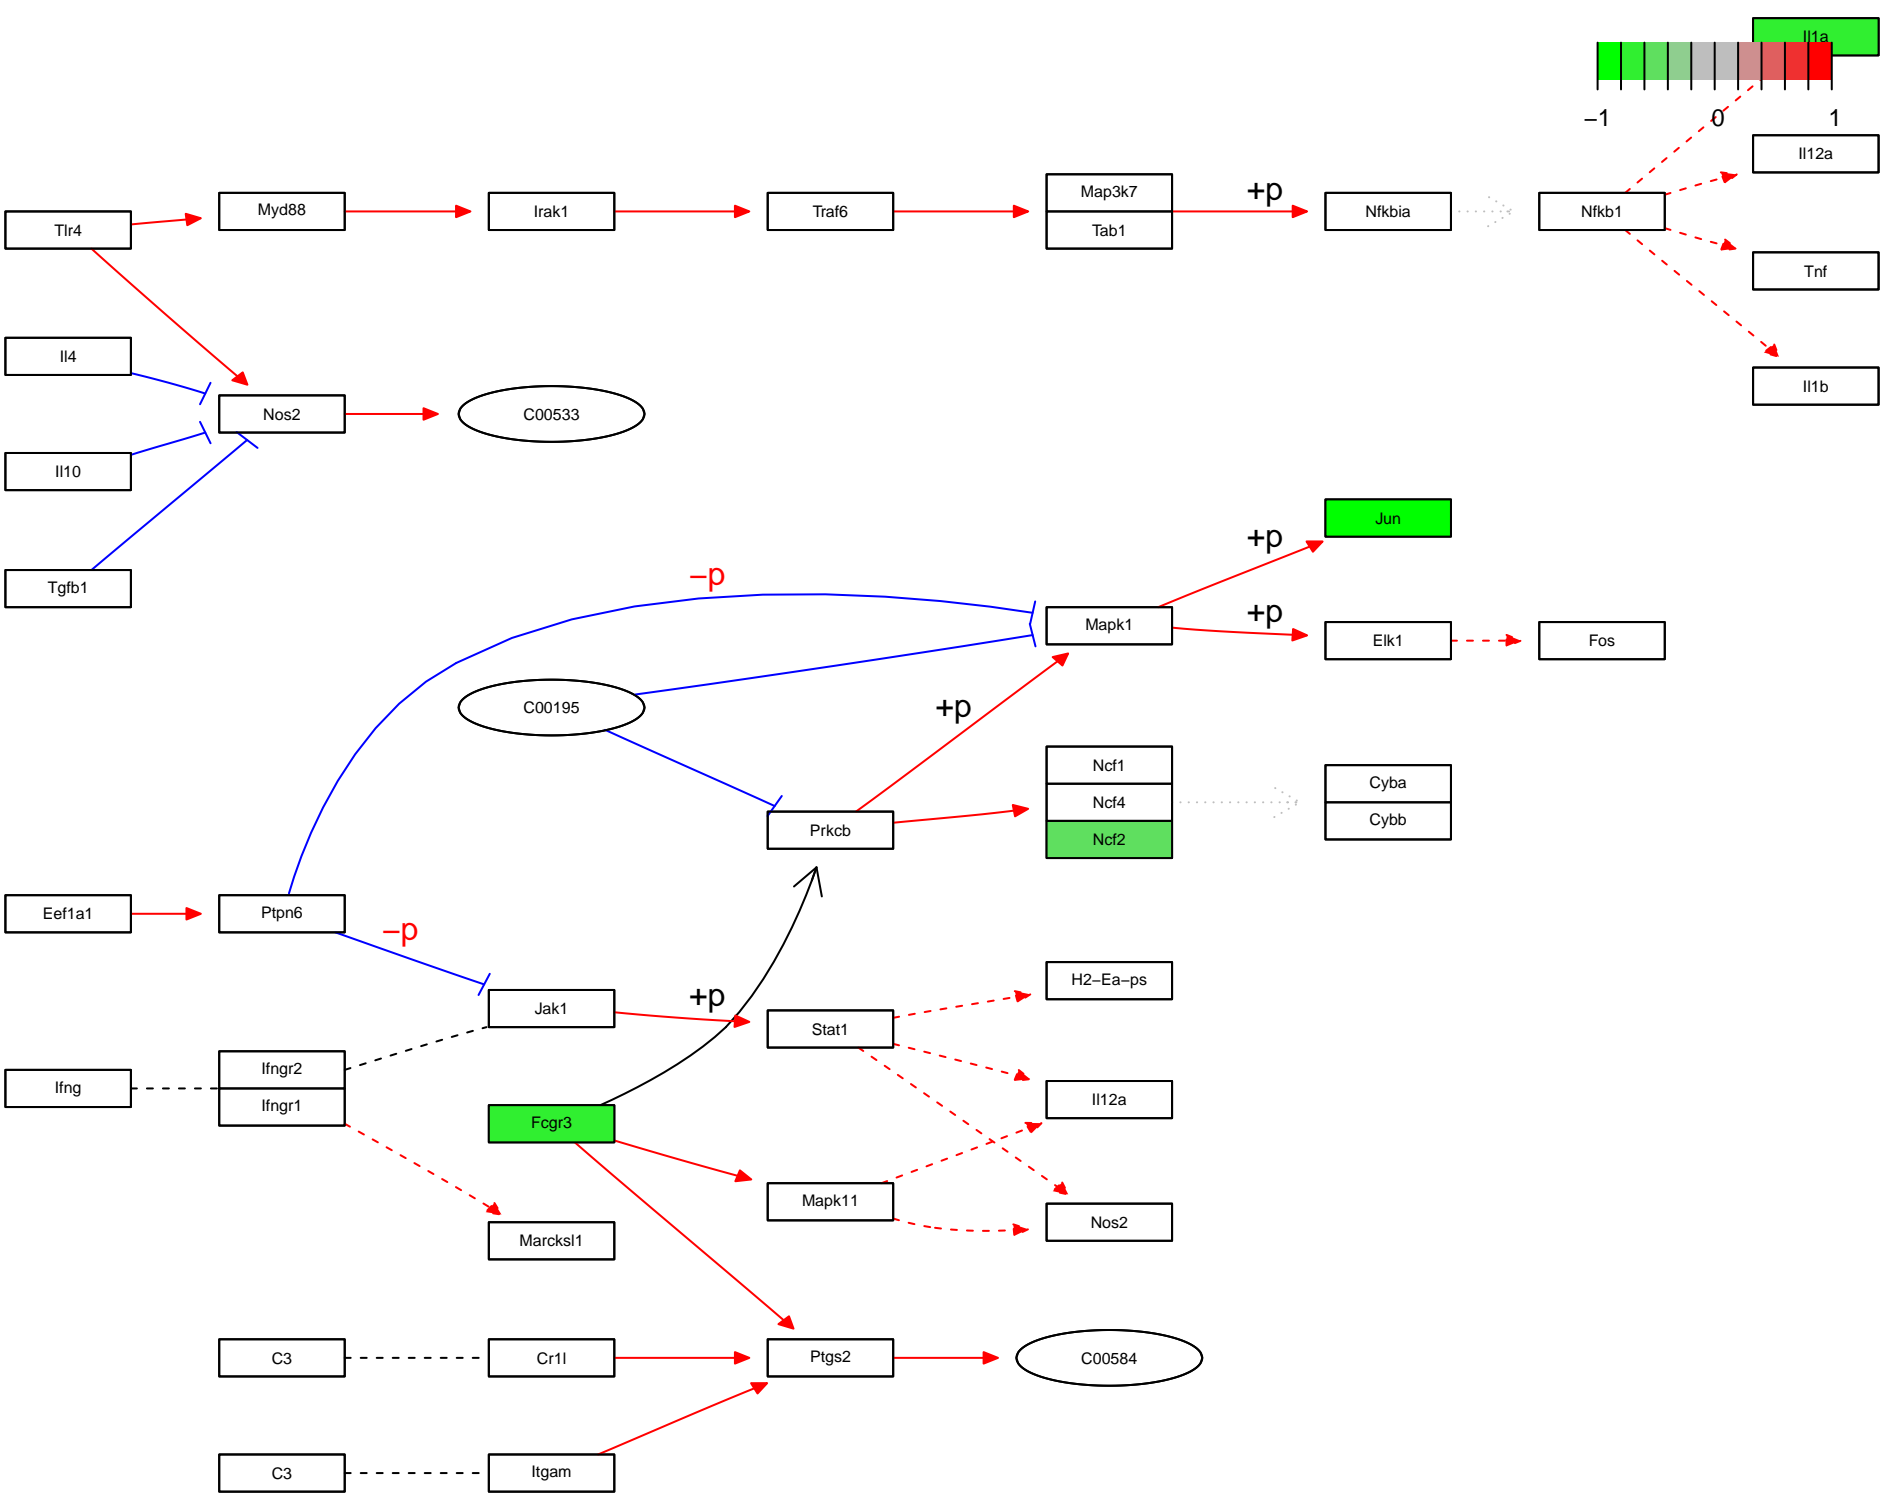 Il1a
−1 0 1
Il12a
Map3k7
+p
Myd88
Irak1
Traf6
Nfkbia
Nfkb1
Tlr4
Tab1
Tnf
Il4
Il1b
Nos2
C00533
Il10
Jun
+p
−p
Tgfb1
+p
Mapk1
Elk1
Fos
C00195
+p
Ncf1
Cyba
Ncf4
Cybb
Prkcb
Ncf2
Eef1a1
Ptpn6
−p
H2−Ea−ps
+p
Jak1
Stat1
Ifngr2
Ifng
Il12a
Ifngr1
Fcgr3
Mapk11
Nos2
Marcksl1
C3
Cr1l
Ptgs2
C00584
C3
Itgam